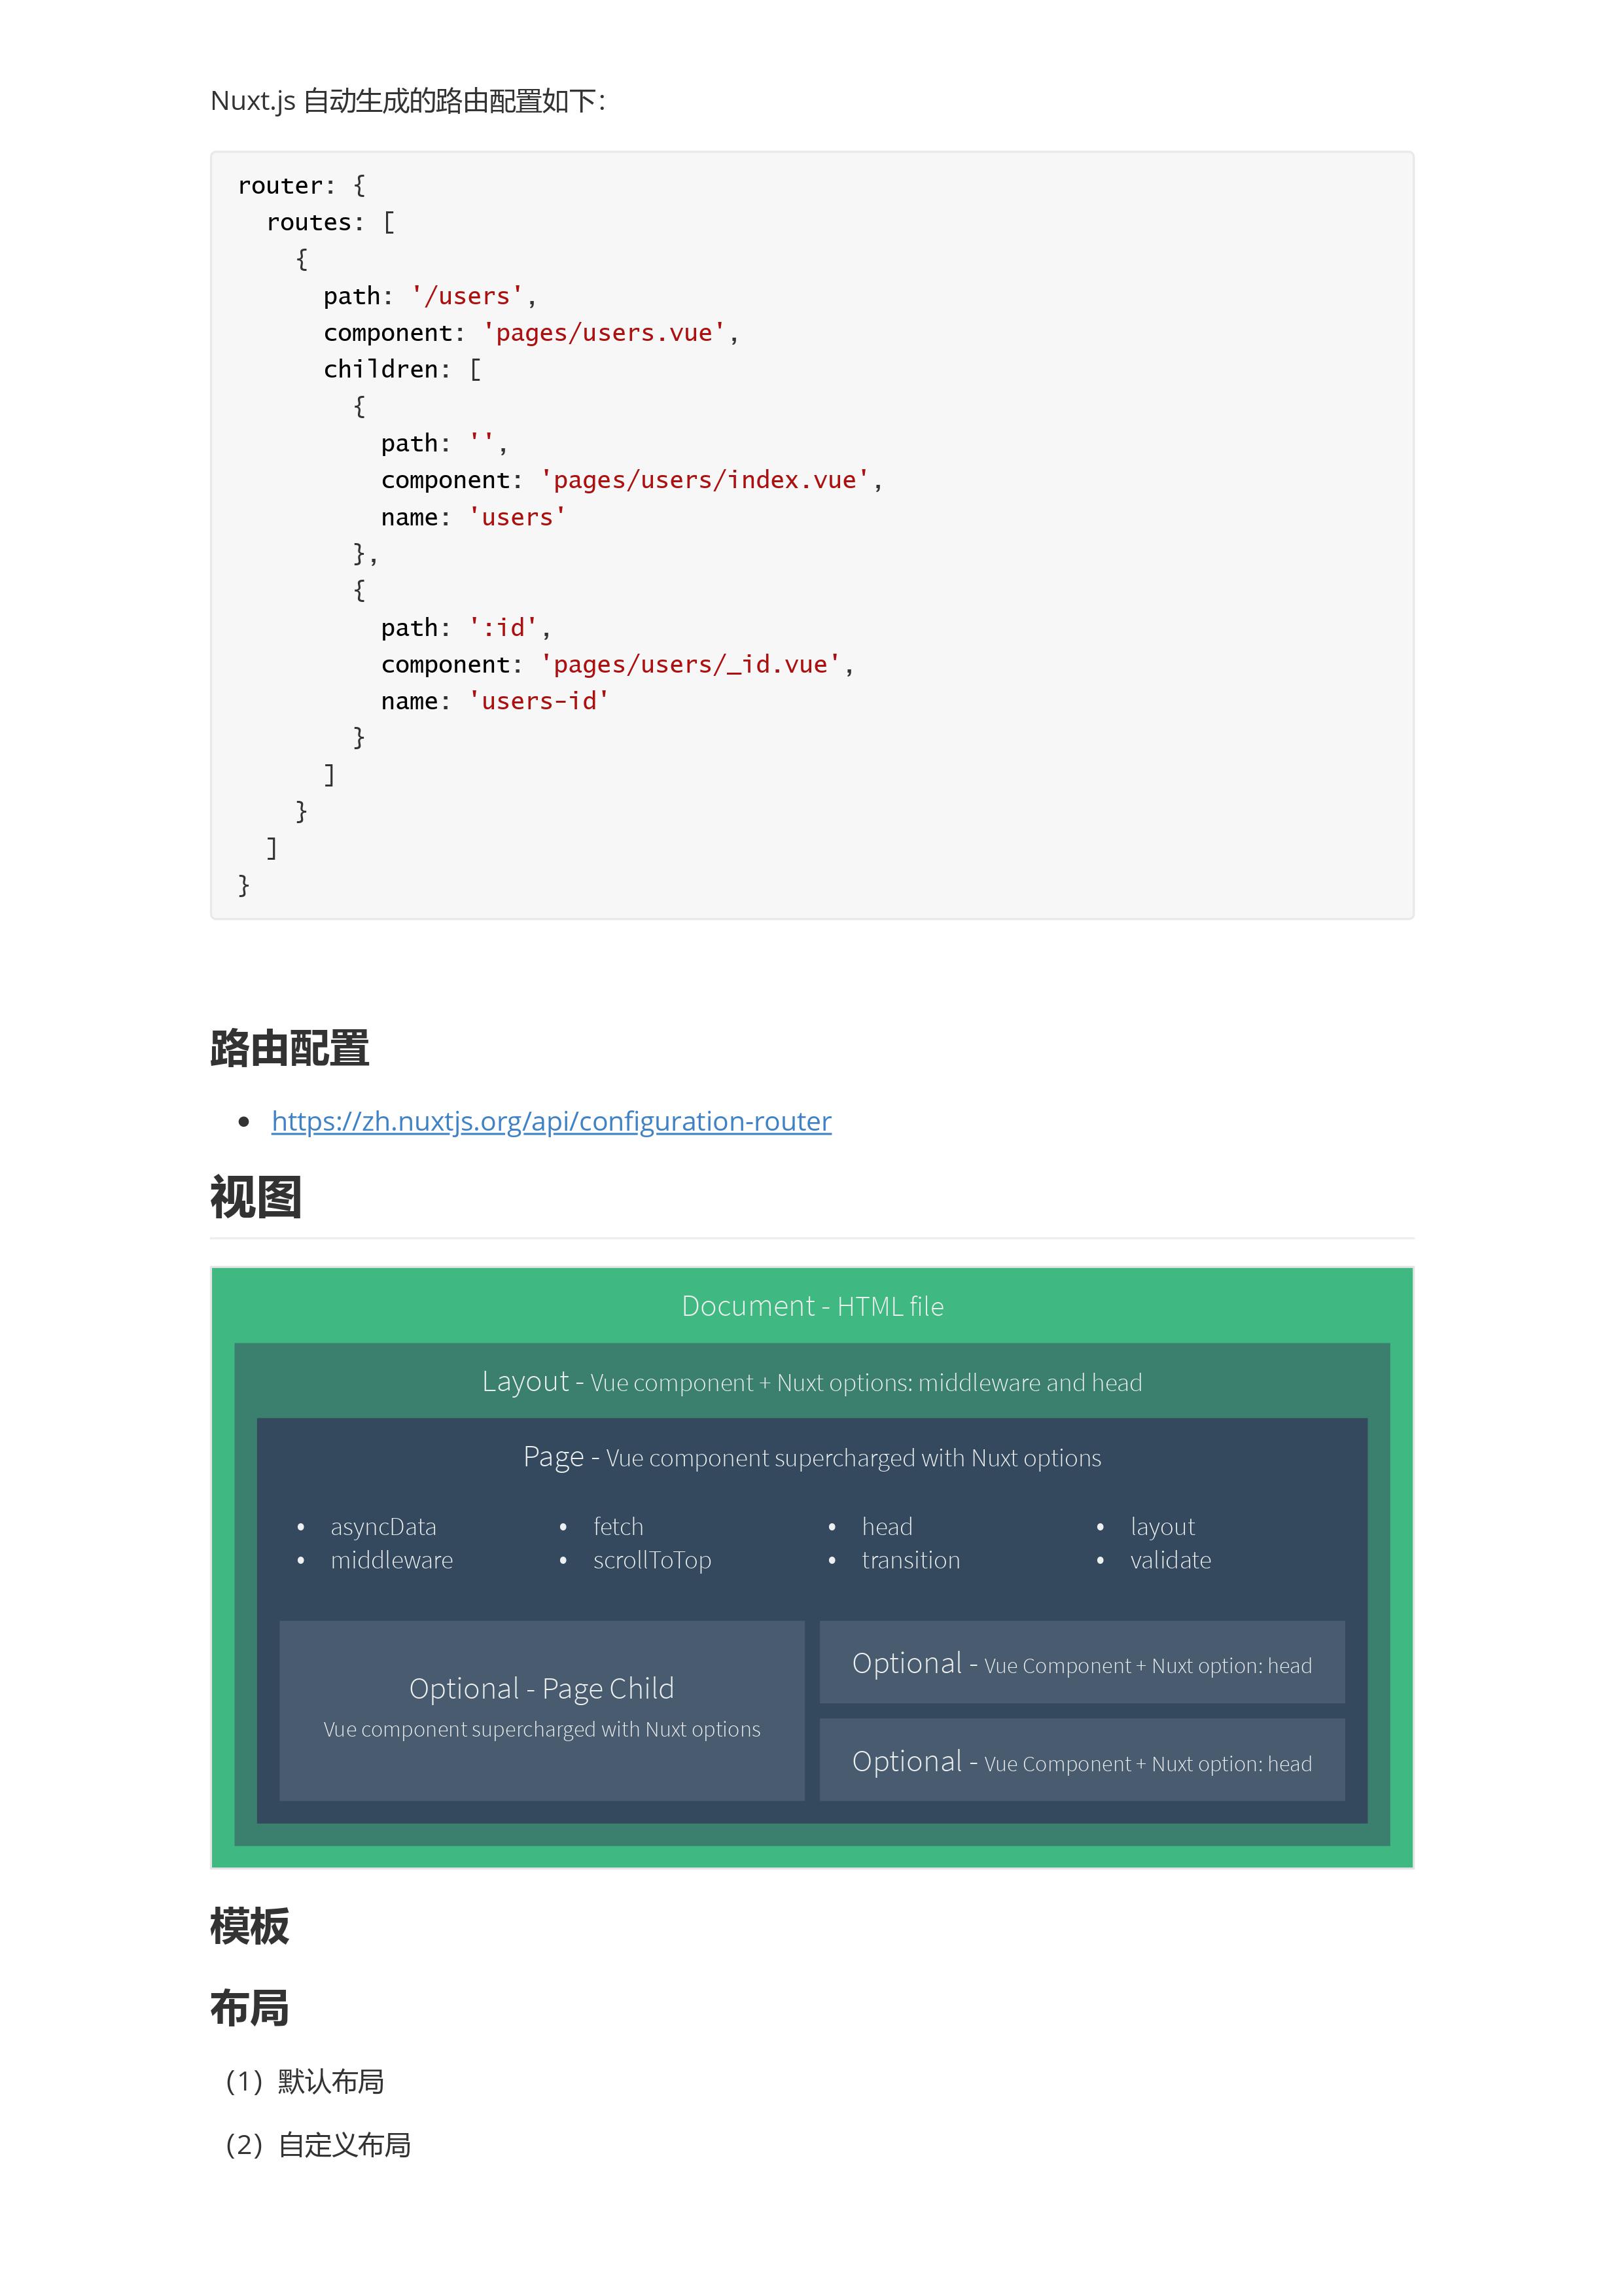 Nuxt.js 自动生成的路由配置如下：
router: {
  routes: [
    {
      path: '/users',
      component: 'pages/users.vue',
      children: [
        {
          path: '',
          component: 'pages/users/index.vue',
          name: 'users'
        },
        {
          path: ':id',
          component: 'pages/users/_id.vue',
          name: 'users-id'
        }
      ]
    }
  ]
}
路由配置
• https://zh.nuxtjs.org/api/configuration-router
视图
Document - HTML file
Layout - Vue component + Nuxt options: middleware and head
Page - Vue component supercharged with Nuxt options
• asyncData • fetch • head • layout
• middleware • scrollToTop • transition • validate
Optional - Page Child
Vue component supercharged with Nuxt options
Optional - Vue Component + Nuxt option: head
Optional - Vue Component + Nuxt option: head
模板
布局
（1）默认布局
（2）自定义布局